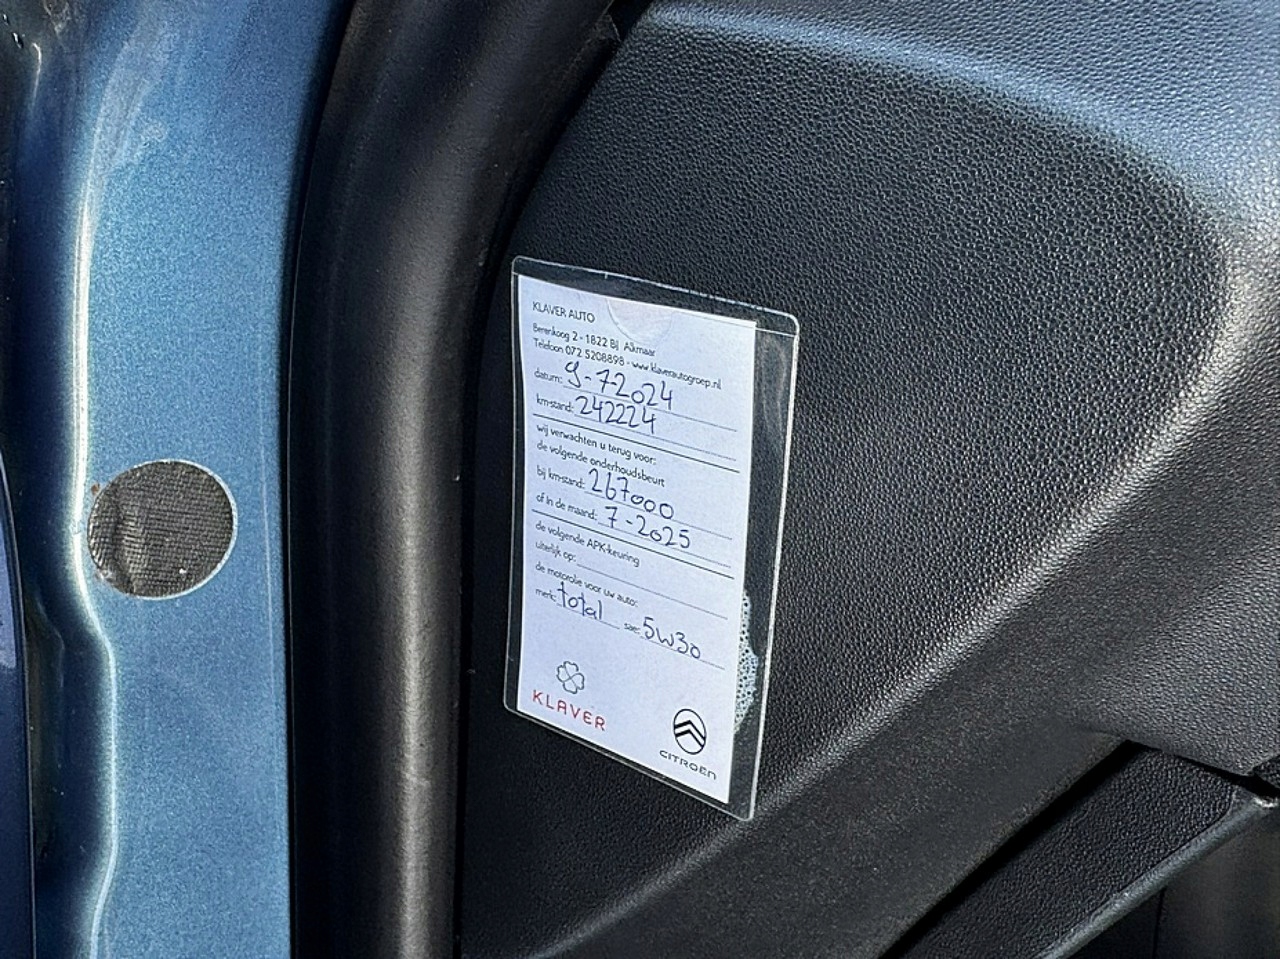 KLAVER AUTO
Berenkoog 2 - 1822 BJ Alkmaar
Telefoon 072 5208898 - www.klaverautogroep.nl
datum: 9-7-2024
km-stand: 242224
wij verwachten u terug voor:
de volgende onderhoudsbeurt
bij km-stand: 267000
of in de maand: 7-2025
de volgende APK-keuring
uiterlijk op:
de motorolie voor uw auto:
merk: total sae: 5W30
KLAVER
CITROËN